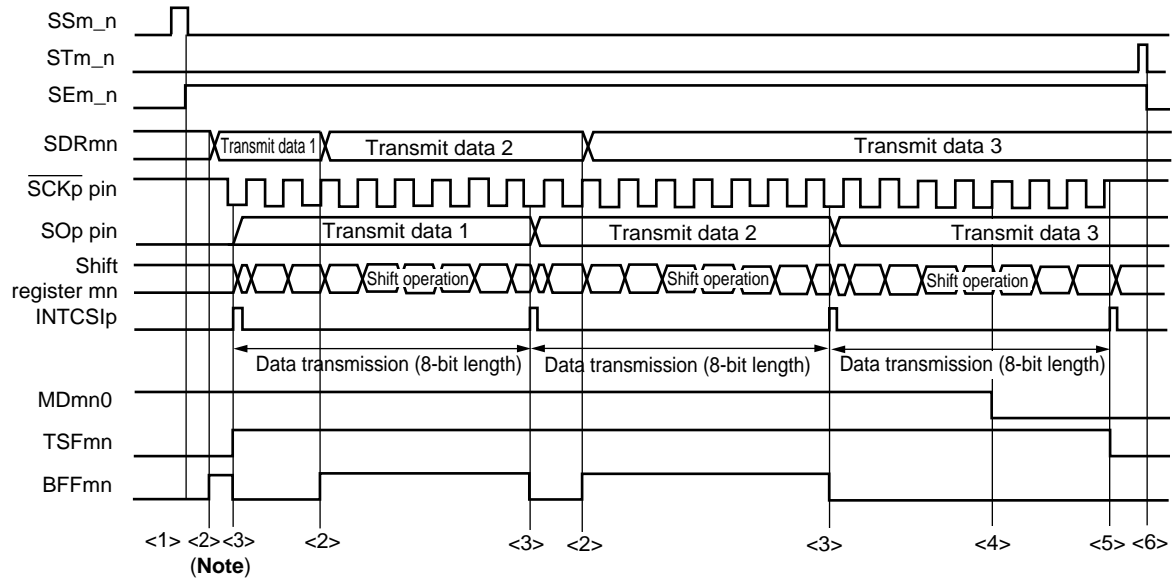 SSm_n
STm_n
SEm_n
SDRmn
Transmit data 1
Transmit data 2
Transmit data 3
SCKp pin
SOp pin
Transmit data 1
Transmit data 2
Transmit data 3
Shift
register mn
Shift operation
Shift operation
Shift operation
INTCSIp
Data transmission (8-bit length)
Data transmission (8-bit length)
Data transmission (8-bit length)
MDmn0
TSFmn
BFFmn
<1> <2> <3> <2> <3> <2> <3> <4> <5> <6>
(Note)